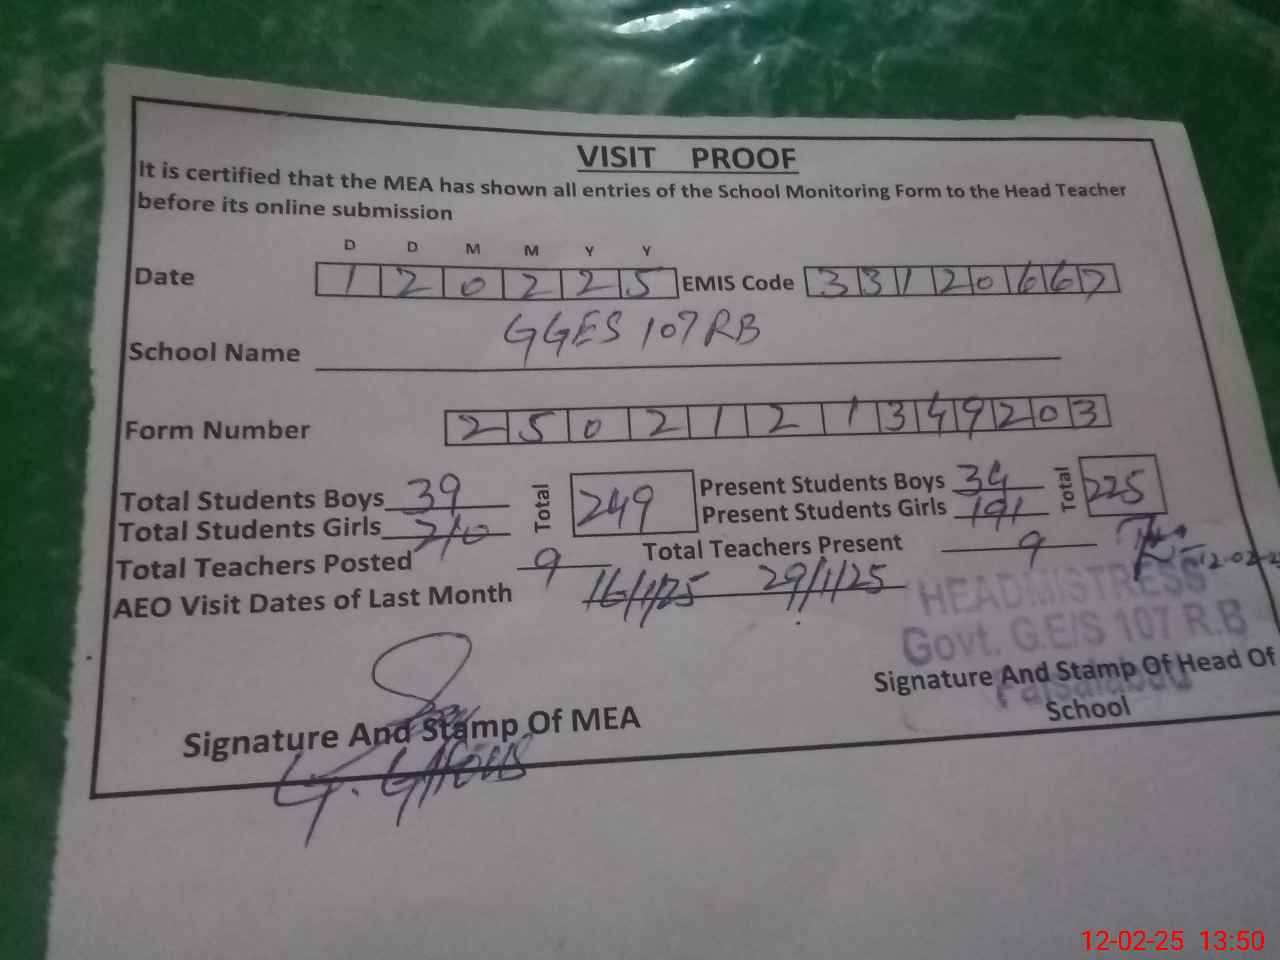 VISIT PROOF
It is certified that the MEA has shown all entries of the School Monitoring Form to the Head Teacher
before its online submission
D D M M Y Y
Date 1 2 0 2 2 5 EMIS Code 3 3 1 2 0 6 6 7
School Name GGES 107 RB
Form Number 2 5 0 2 1 2 1 3 4 9 2 0 3
Total Students Boys 39 Total 249 Present Students Boys 34 Total 225
Total Students Girls 210 Present Students Girls 191
Total Teachers Posted 9 Total Teachers Present 9
12-02-2
AEO Visit Dates of Last Month 16/1/25 29/1/25
HEADMISTRESS
Govt. G.E/S 107 R.B
Faisalabad
Signature And Stamp Of MEA
Signature And Stamp Of Head Of
School
12-02-25 13:50